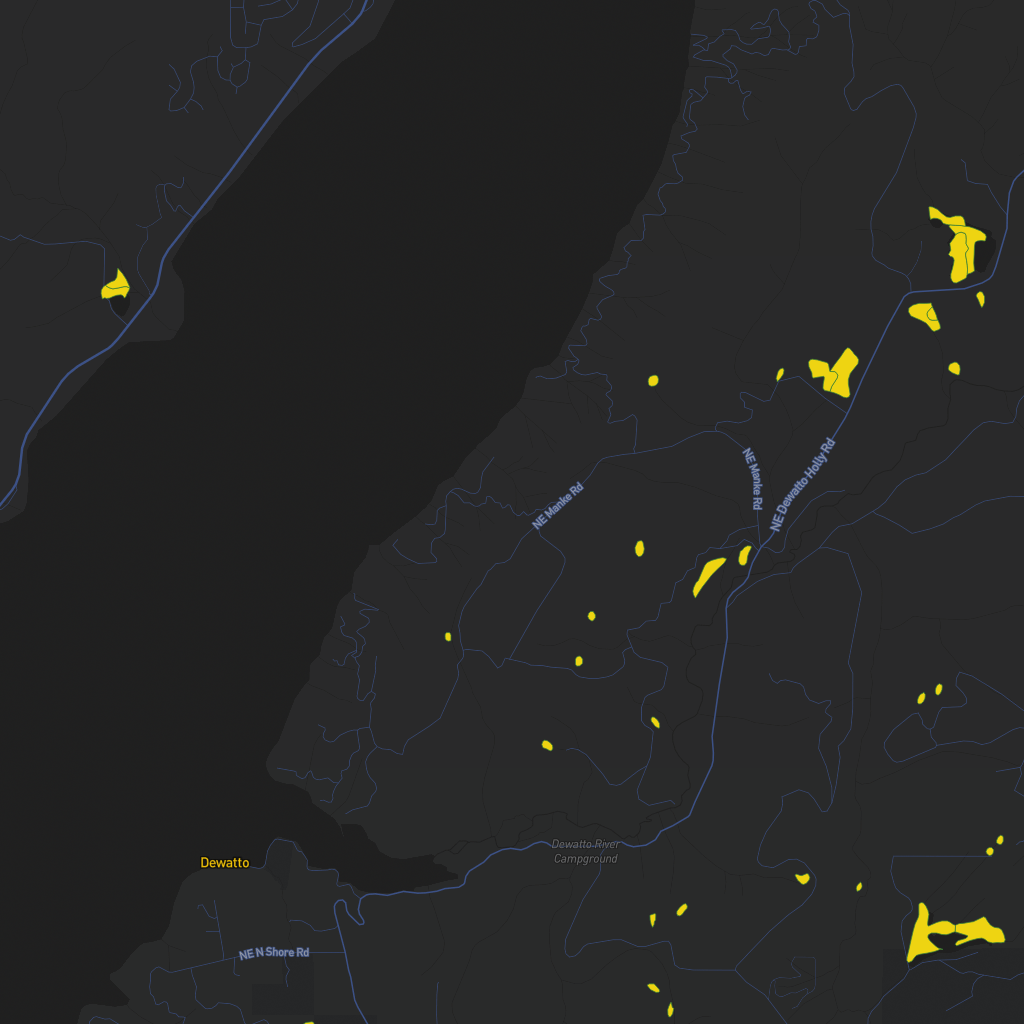 NE Dewatto Holly Rd
NE Manke Rd
NE Manke Rd
Dewatto River
Campground
Dewatto
NE N Shore Rd